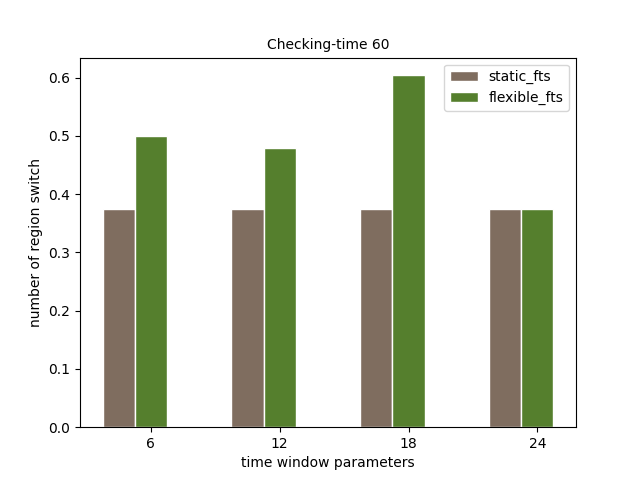 Checking-time 60
static_fts
flexible_fts
0.6
0.5
0.4
0.3
0.2
0.1
0.0
number of region switch
6 12 18 24
time window parameters